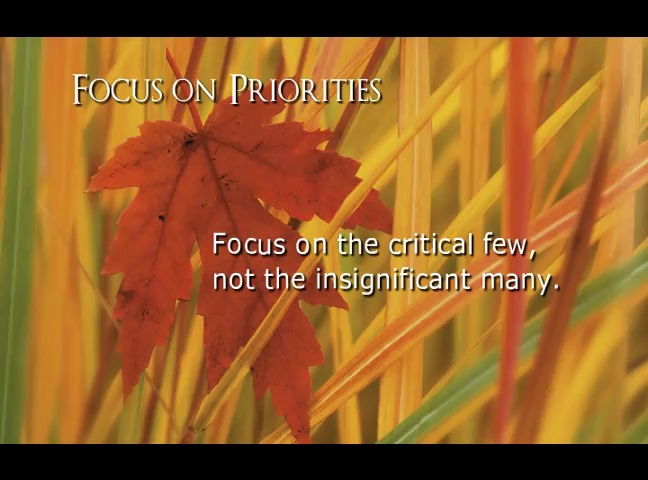 Focus on Priorities
Focus on the critical few,
not the insignificant many.